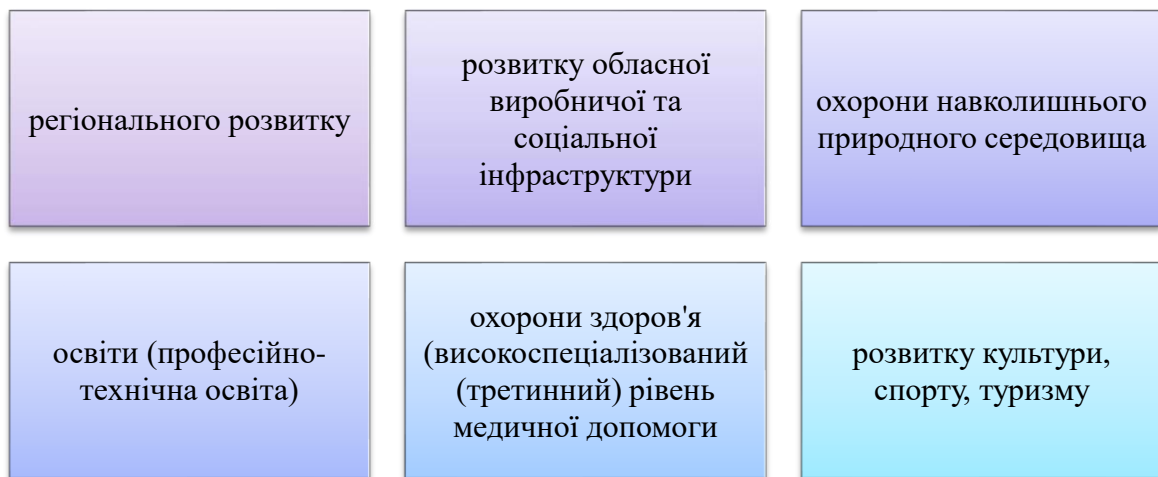 регіонального розвитку
розвитку обласної
виробничої та
соціальної
інфраструктури
охорони навколишнього
природного середовища
освіти (професійно-
технічна освіта)
охорони здоров'я
(високоспеціалізований
(третинний) рівень
медичної допомоги
розвитку культури,
спорту, туризму